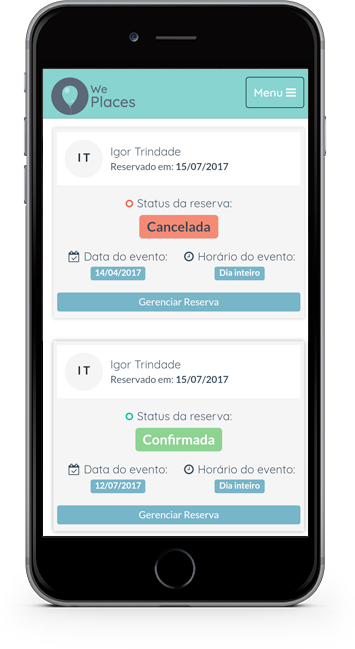 We
Places
Menu
IT
Igor Trindade
Reservado em: 15/07/2017
Status da reserva:
Cancelada
Data do evento:
Horário do evento:
14/04/2017
Dia inteiro
Gerenciar Reserva
IT
Igor Trindade
Reservado em: 15/07/2017
Status da reserva:
Confirmada
Data do evento:
Horário do evento:
12/07/2017
Dia inteiro
Gerenciar Reserva